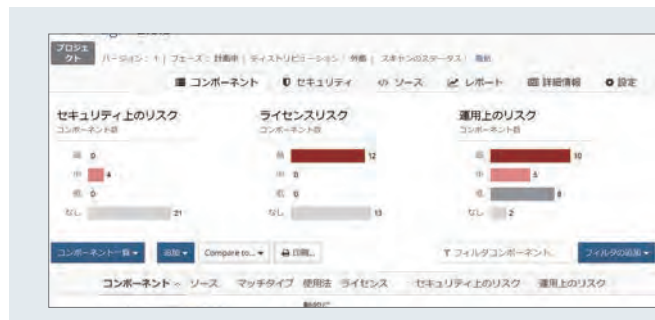 プロジェクト
バージョン: 1 | フェーズ: 計画中 | ディストリビューション: 外部 | スキャンのステータス:
コンポーネント セキュリティ ソース レポート 詳細情報 設定
セキュリティ上のリスク ライセンスリスク 運用上のリスク
コンポーネント数 コンポーネント数 コンポーネント数
高 0 高 12 高 10
中 4 中 0 中 5
低 0 低 0 低 8
なし 21 なし 13 なし 2
コンポーネント一覧 追加 Compare to... 印刷... フィルタコンポーネント... フィルタの追加
コンポーネント ソース マッチタイプ 使用法 ライセンス セキュリティ上のリスク 運用上のリスク